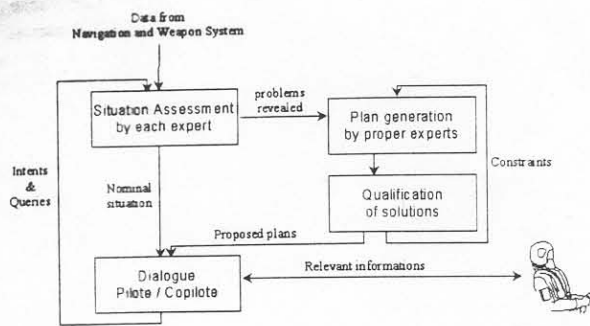 Data from
Navigation and Weapon System
Situation Assessment
by each expert
problems
revealed
Plan generation
by proper experts
Intents
&
Queries
Nominal
situation
Constraints
Qualification
of solutions
Proposed plans
Dialogue
Pilote / Copilote
Relevant informations